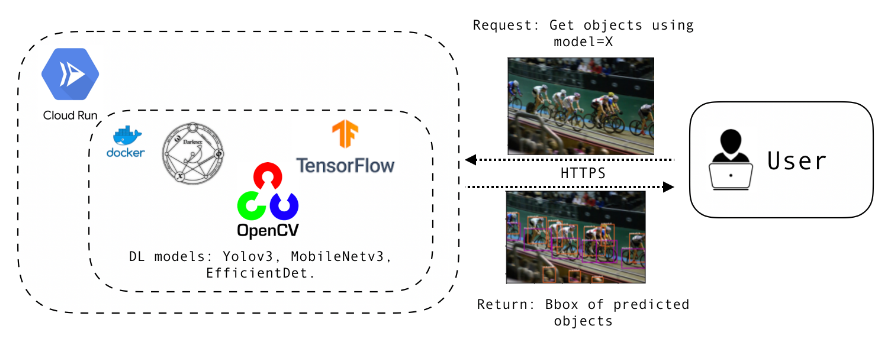 Request: Get objects using
model=X
Cloud Run
docker
Darknet
TensorFlow
OpenCV
DL models: Yolov3, MobileNetv3,
EfficientDet.
HTTPS
User
Return: Bbox of predicted
objects